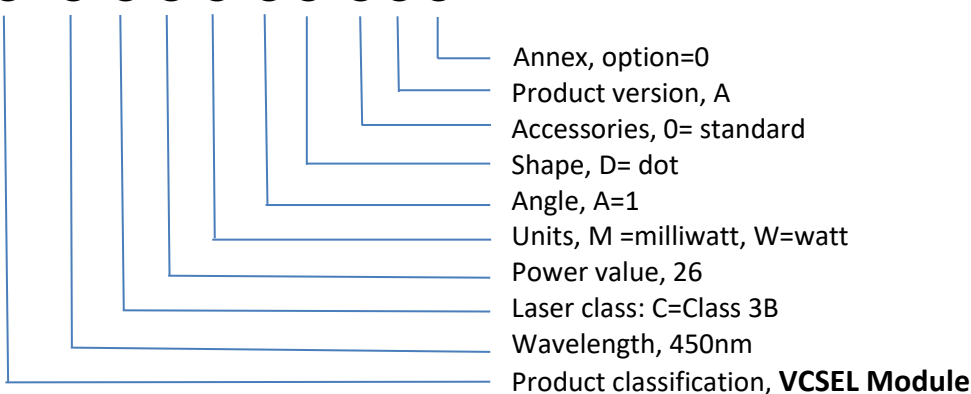 Annex, option=0
Product version, A
Accessories, 0= standard
Shape, D= dot
Angle, A=1
Units, M =milliwatt, W=watt
Power value, 26
Laser class: C=Class 3B
Wavelength, 450nm
Product classification, VCSEL Module